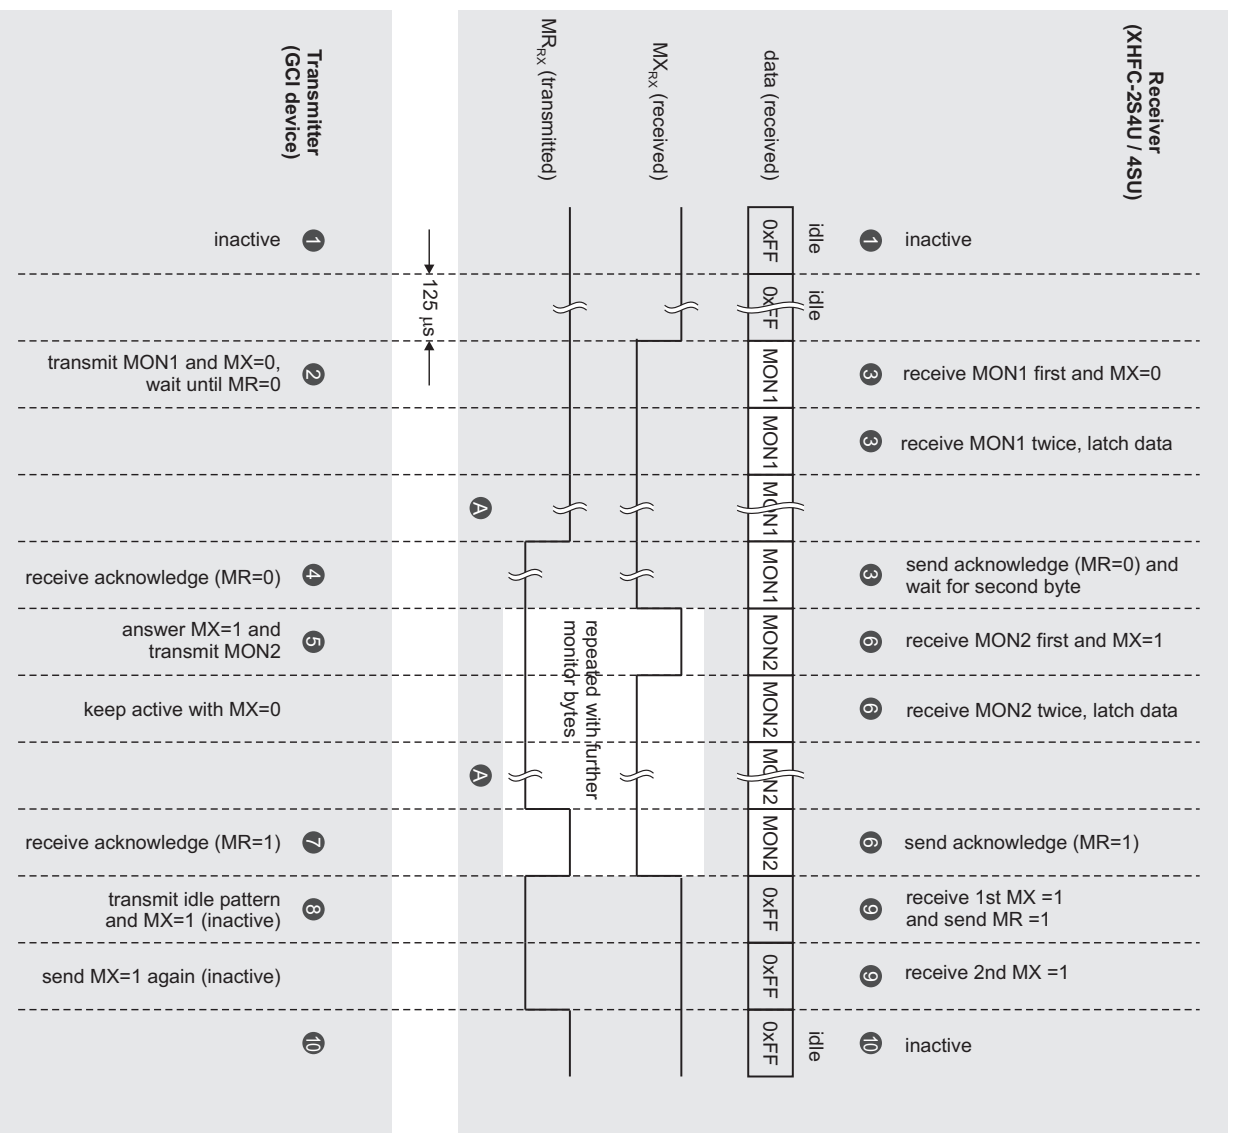 Transmitter
(GCI device)
MR RX (transmitted)
MX RX (received)
data (received)
Receiver
(XHFC-2S4U / 4SU)
inactive 1
0xFF idle
1 inactive
125 µs
0xFF idle
transmit MON1 and MX=0,
wait until MR=0
2
MON1
3 receive MON1 first and MX=0
MON1
3 receive MON1 twice, latch data
A
MON1
receive acknowledge (MR=0) 4
MON1
3 send acknowledge (MR=0) and
wait for second byte
answer MX=1 and
transmit MON2
5
repeated with further
monitor bytes
MON2
6 receive MON2 first and MX=1
keep active with MX=0
MON2
6 receive MON2 twice, latch data
A
MON2
receive acknowledge (MR=1) 7
MON2
6 send acknowledge (MR=1)
transmit idle pattern
and MX=1 (inactive)
8
0xFF
9 receive 1st MX =1
and send MR =1
send MX=1 again (inactive)
0xFF
9 receive 2nd MX =1
10
0xFF idle
10 inactive